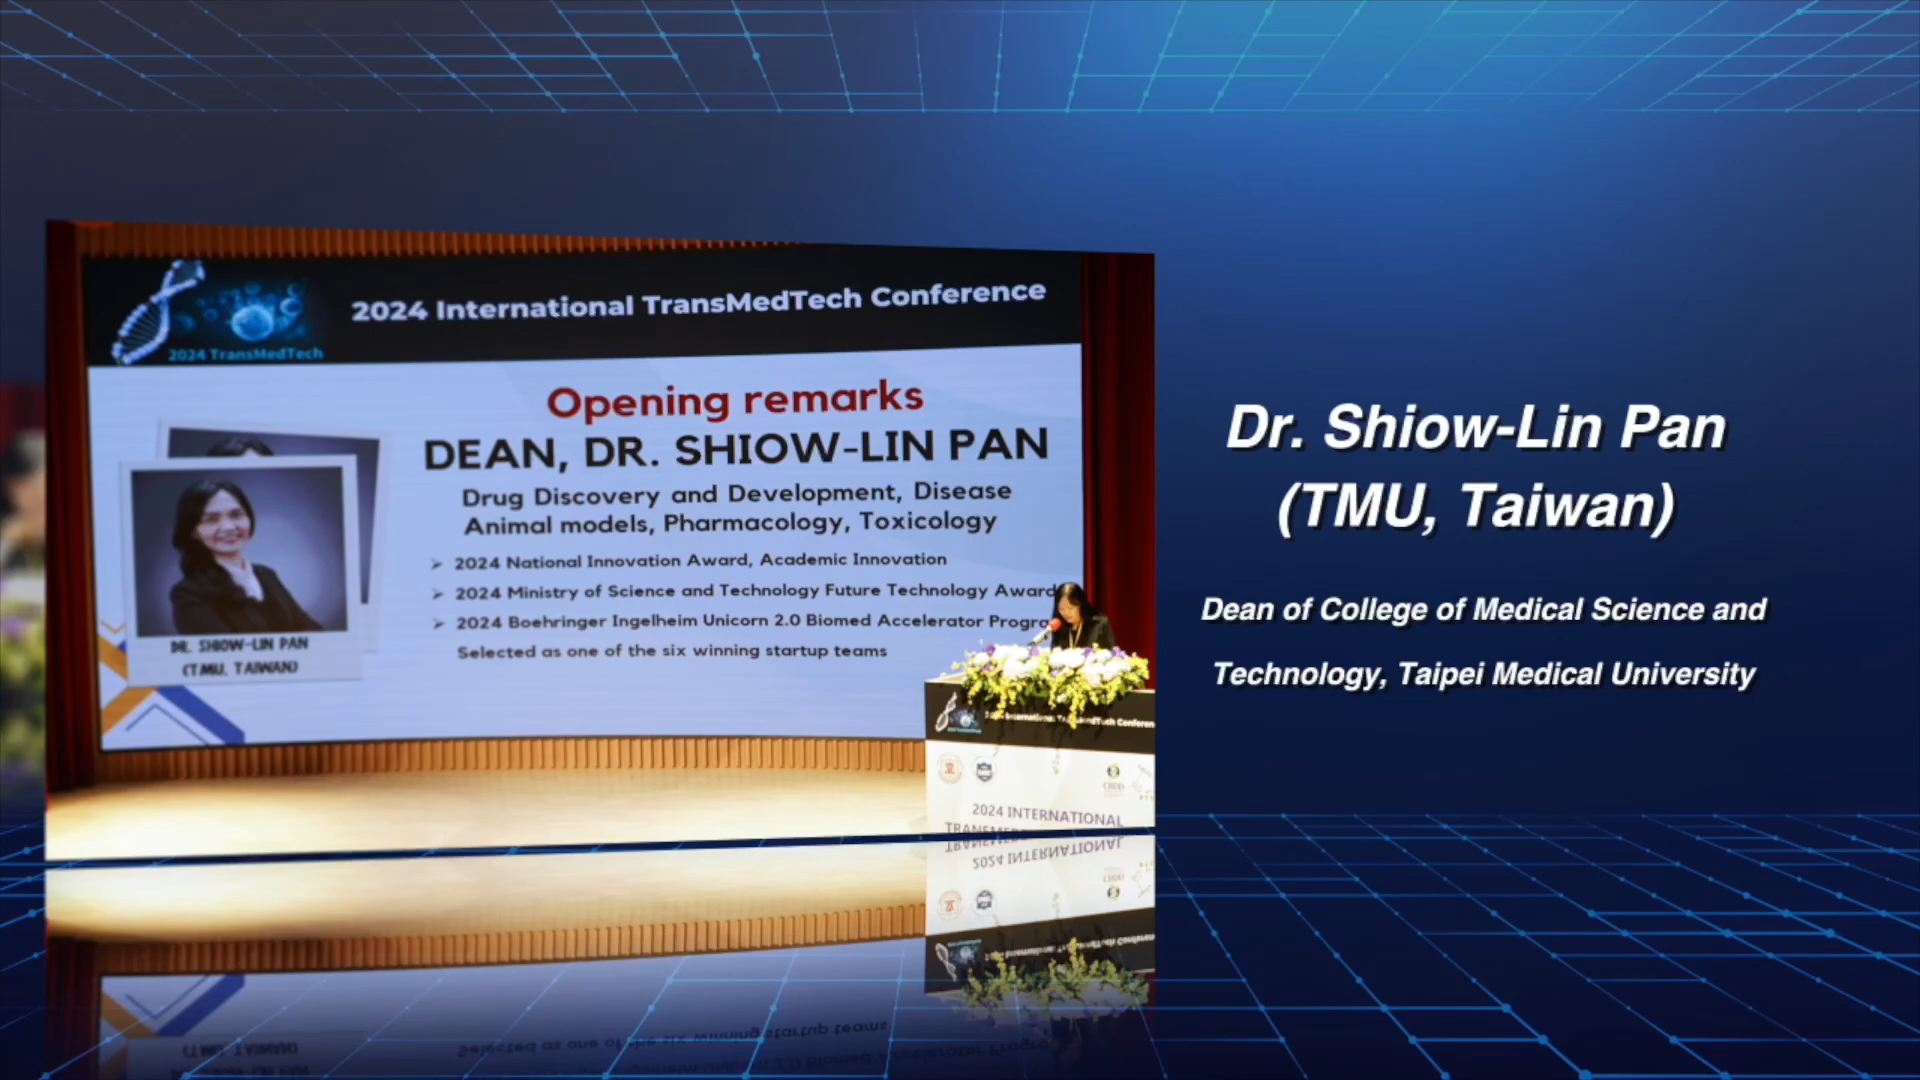 2024 International TransMedTech Conference
2024 TransMedTech
Opening remarks
DEAN, DR. SHIOW-LIN PAN
Drug Discovery and Development, Disease
Animal models, Pharmacology, Toxicology
➢ 2024 National Innovation Award, Academic Innovation
➢ 2024 Ministry of Science and Technology Future Technology Award
➢ 2024 Boehringer Ingelheim Unicorn 2.0 Biomed Accelerator Progra
Selected as one of the six winning startup teams
DR. SHIOW-LIN PAN
(TMU, TAIWAN)
2024 International TransMedTech Conferen
2024 INTERNATIONAL
Dr. Shiow-Lin Pan
(TMU, Taiwan)
Dean of College of Medical Science and
Technology, Taipei Medical University